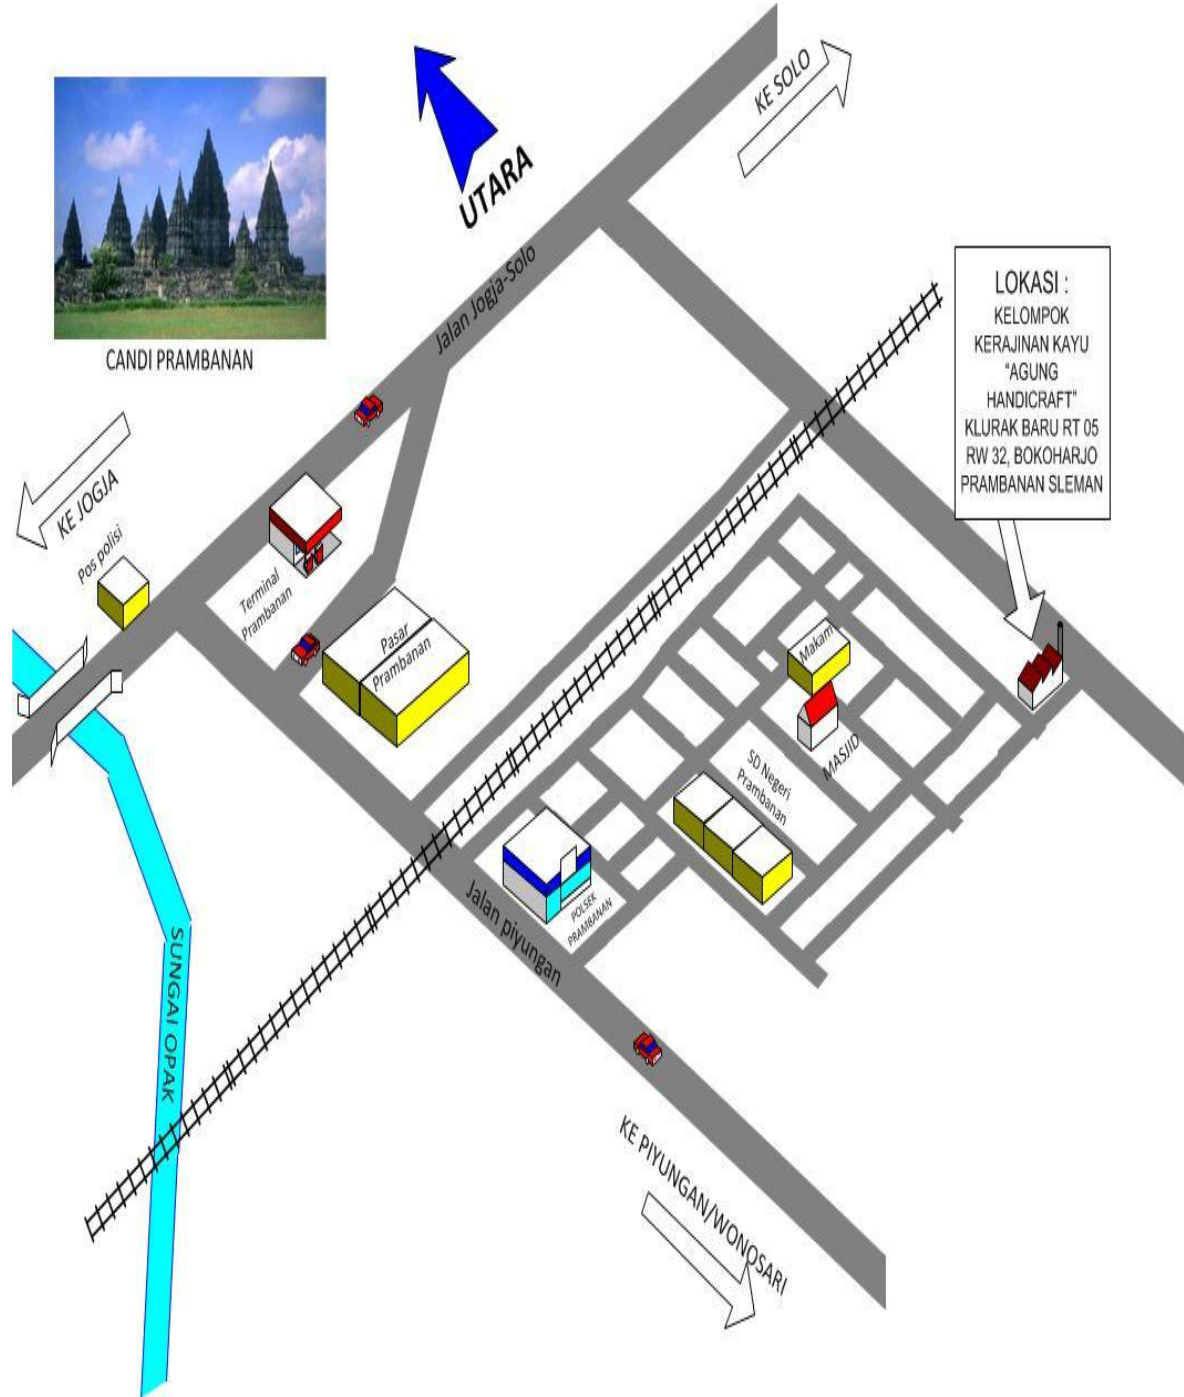 KE SOLO
UTARA
CANDI PRAMBANAN
Jalan Jogja-Solo
LOKASI :
KELOMPOK
KERAJINAN KAYU
"AGUNG
HANDICRAFT"
KLURAK BARU RT 05
RW 32, BOKOHARJO
PRAMBANAN SLEMAN
KE JOGJA
Pos polisi
Terminal
Prambanan
Pasar
Prambanan
Makam
MASJID
SD Negeri
Prambanan
POLSEK
PRAMBANAN
Jalan piyungan
SUNGAI OPAK
KE PIYUNGAN/WONOSARI